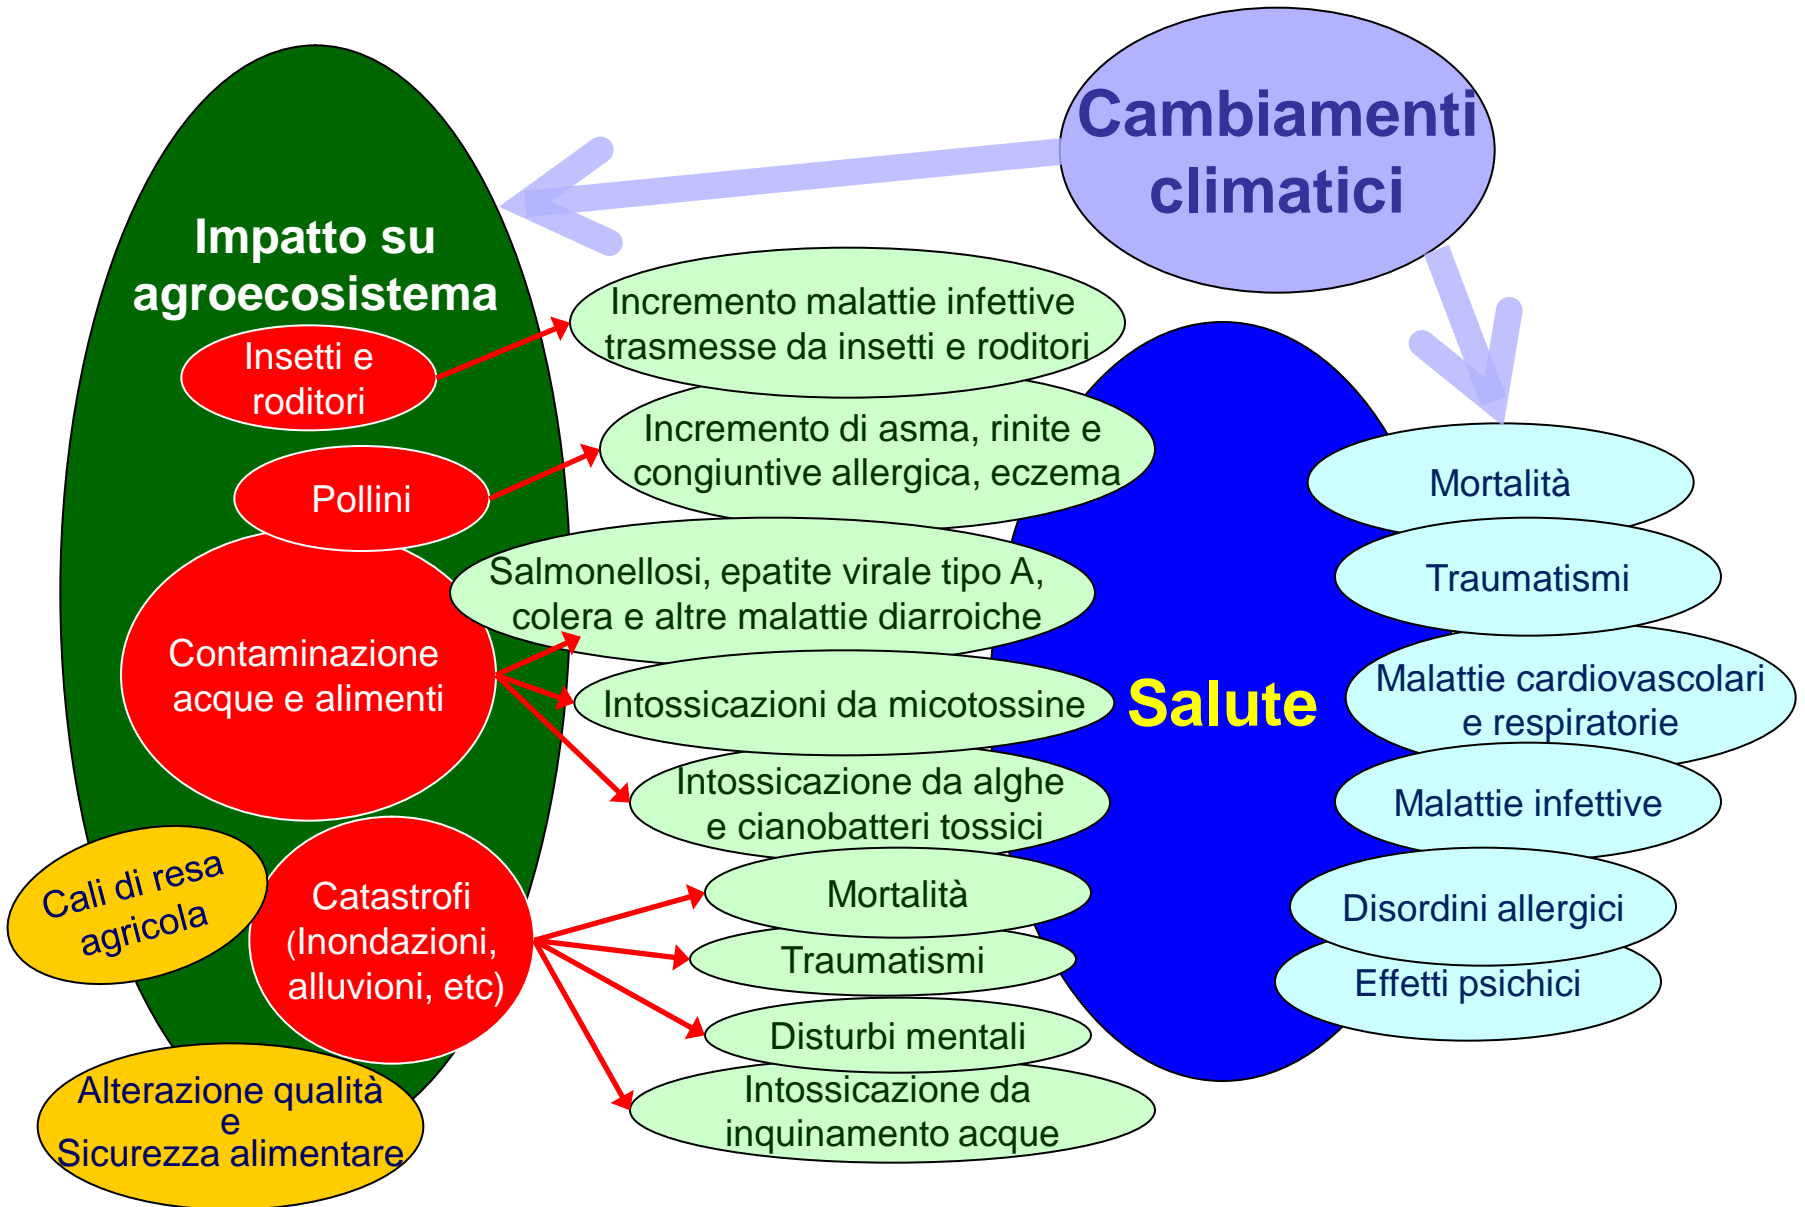 Cambiamenti
climatici
Impatto su
agroecosistema
Insetti e
roditori
Pollini
Contaminazione
acque e alimenti
Catastrofi
(Inondazioni,
alluvioni, etc)
Cali di resa
agricola
Alterazione qualità
e
Sicurezza alimentare
Incremento malattie infettive
trasmesse da insetti e roditori
Incremento di asma, rinite e
congiuntive allergica, eczema
Salmonellosi, epatite virale tipo A,
colera e altre malattie diarroiche
Intossicazioni da micotossine
Intossicazione da alghe
e cianobatteri tossici
Mortalità
Traumatismi
Disturbi mentali
Intossicazione da
inquinamento acque
Salute
Mortalità
Traumatismi
Malattie cardiovascolari
e respiratorie
Malattie infettive
Disordini allergici
Effetti psichici